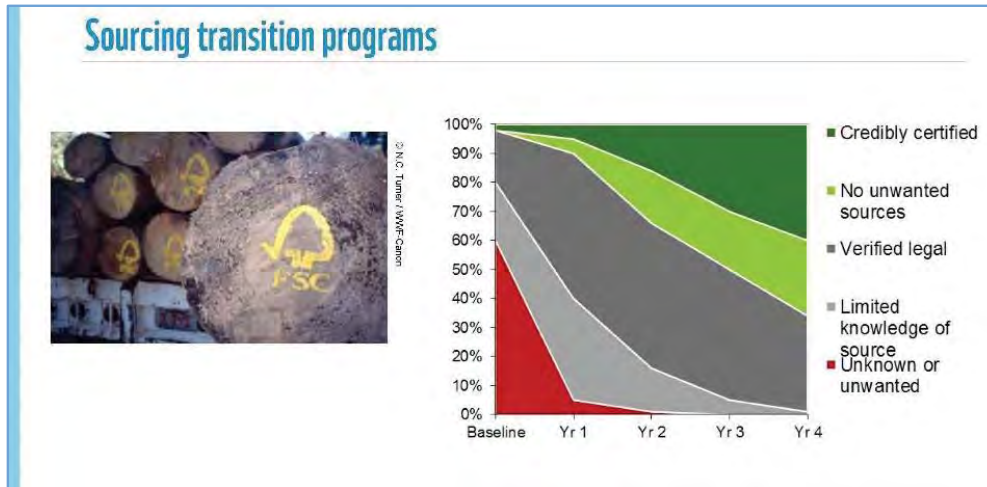 Sourcing transition programs
© N.C. Turner / WWF-Canon
FSC
100%
90%
80%
70%
60%
50%
40%
30%
20%
10%
0%
Baseline
Yr 1
Yr 2
Yr 3
Yr 4
Credibly certified
No unwanted
sources
Verified legal
Limited
knowledge of
source
Unknown or
unwanted